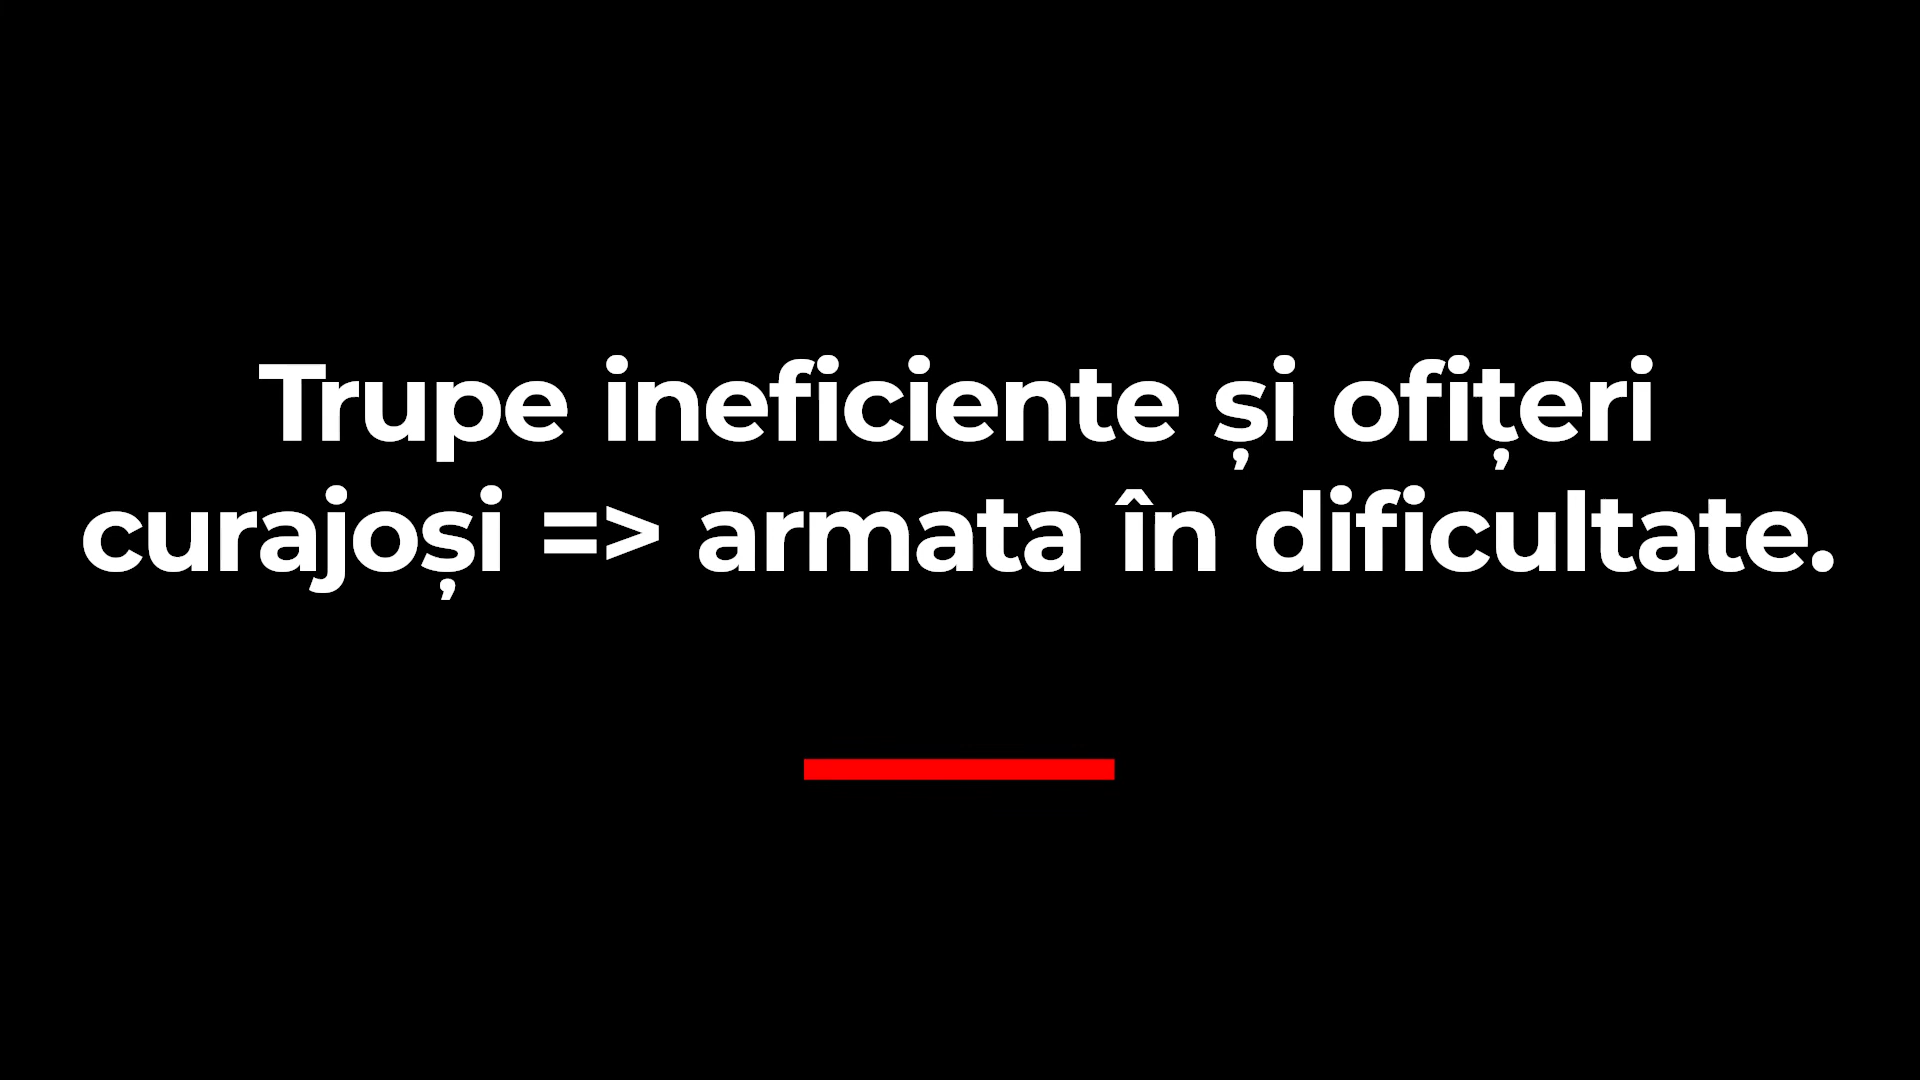 Trupe ineficiente și ofițeri
curajoși => armata în dificultate.